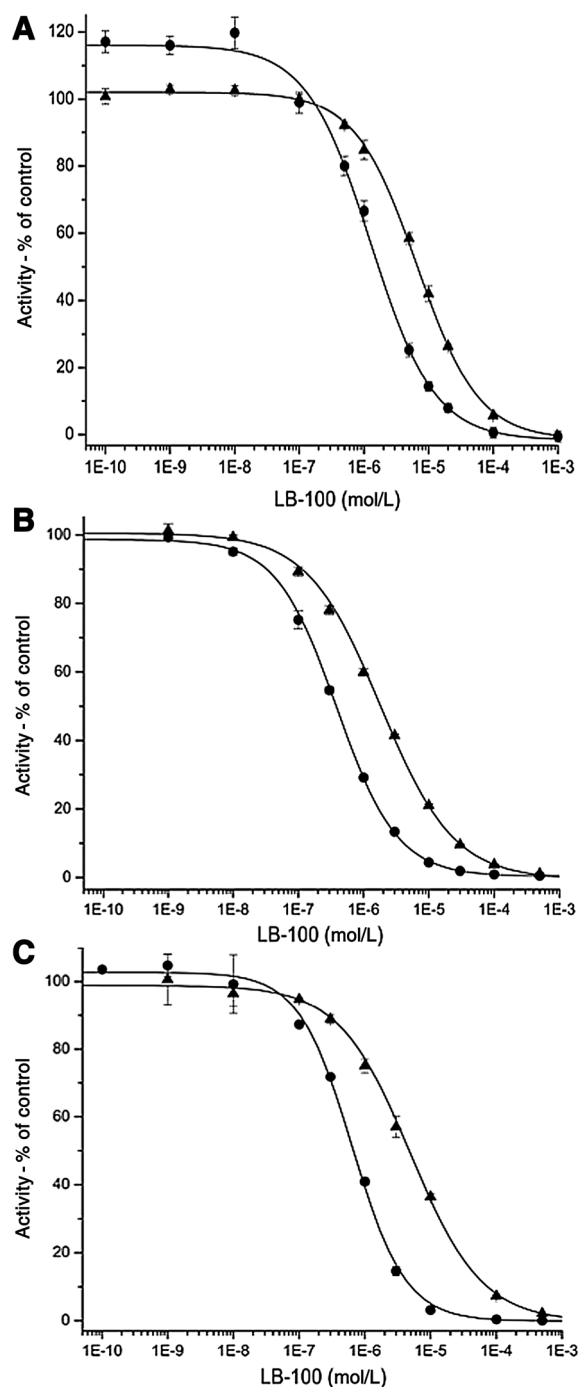 A
120
100
80
60
40
20
0
Activity - % of control
1E-10 1E-9 1E-8 1E-7 1E-6 1E-5 1E-4 1E-3
LB-100 (mol/L)
B
100
80
60
40
20
0
Activity - % of control
1E-10 1E-9 1E-8 1E-7 1E-6 1E-5 1E-4 1E-3
LB-100 (mol/L)
C
100
80
60
40
20
0
Activity - % of control
1E-10 1E-9 1E-8 1E-7 1E-6 1E-5 1E-4 1E-3
LB-100 (mol/L)